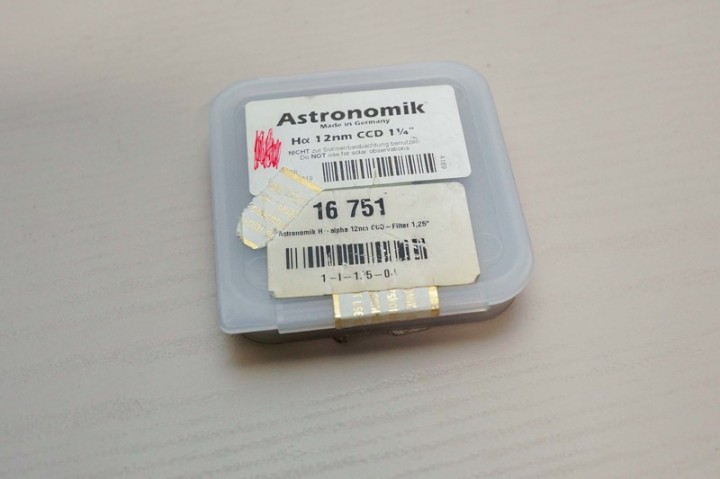 Astronomik
Made in Germany
Hα 12nm CCD 1¼"
NICHT zur Sonnenbeobachtung benutzen
Do NOT use for solar observations
16 751
Astronomik H-alpha 12nm CCD-Filter 1,25"